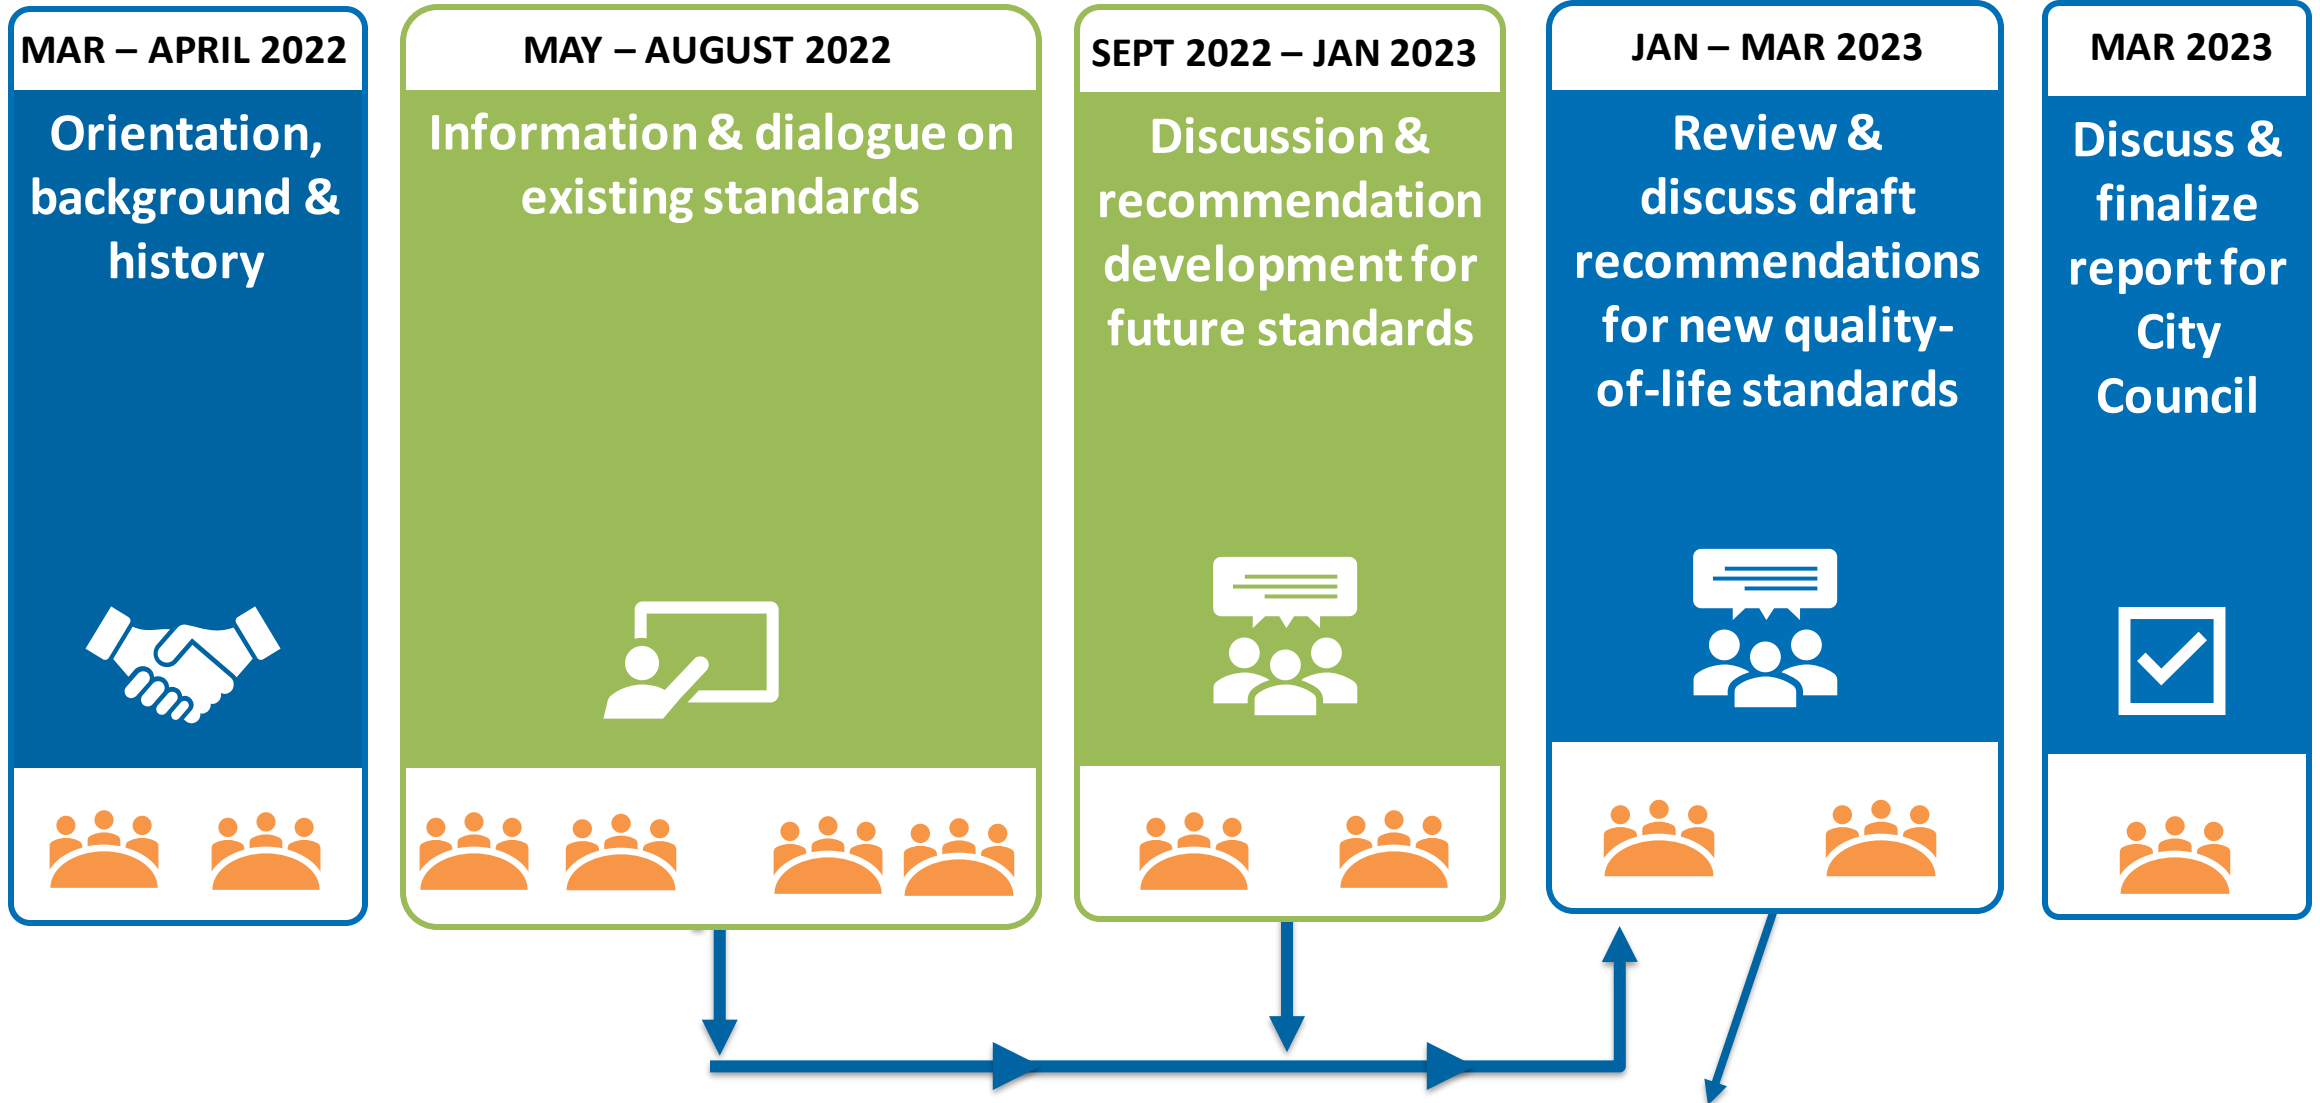 MAR – APRIL 2022
Orientation,
background &
history
MAY – AUGUST 2022
Information & dialogue on
existing standards
SEPT 2022 – JAN 2023
Discussion &
recommendation
development for
future standards
JAN – MAR 2023
Review &
discuss draft
recommendations
for new quality-
of-life standards
MAR 2023
Discuss &
finalize
report for
City
Council